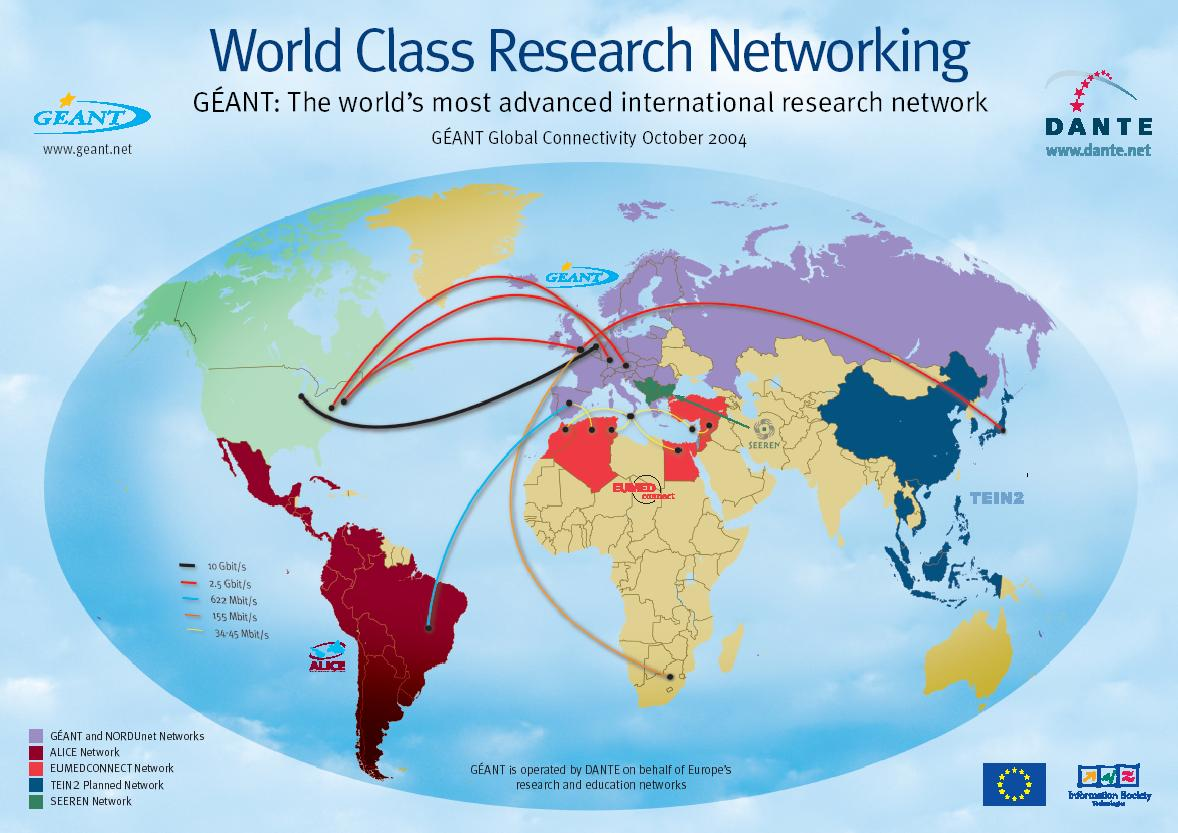 World Class Research Networking
GÉANT: The world's most advanced international research network
GÉANT Global Connectivity October 2004
GÉANT
www.geant.net
DANTE
www.dante.net
GÉANT
SEEREN
EUMED
connect
TEIN2
10 Gbit/s
2.5 Gbit/s
622 Mbit/s
155 Mbit/s
34-45 Mbit/s
ALICE
GÉANT and NORDUnet Networks
ALICE Network
EUMEDCONNECT Network
TEIN2 Planned Network
SEEREN Network
GÉANT is operated by DANTE on behalf of Europe's
research and education networks
Information Society
Technologies